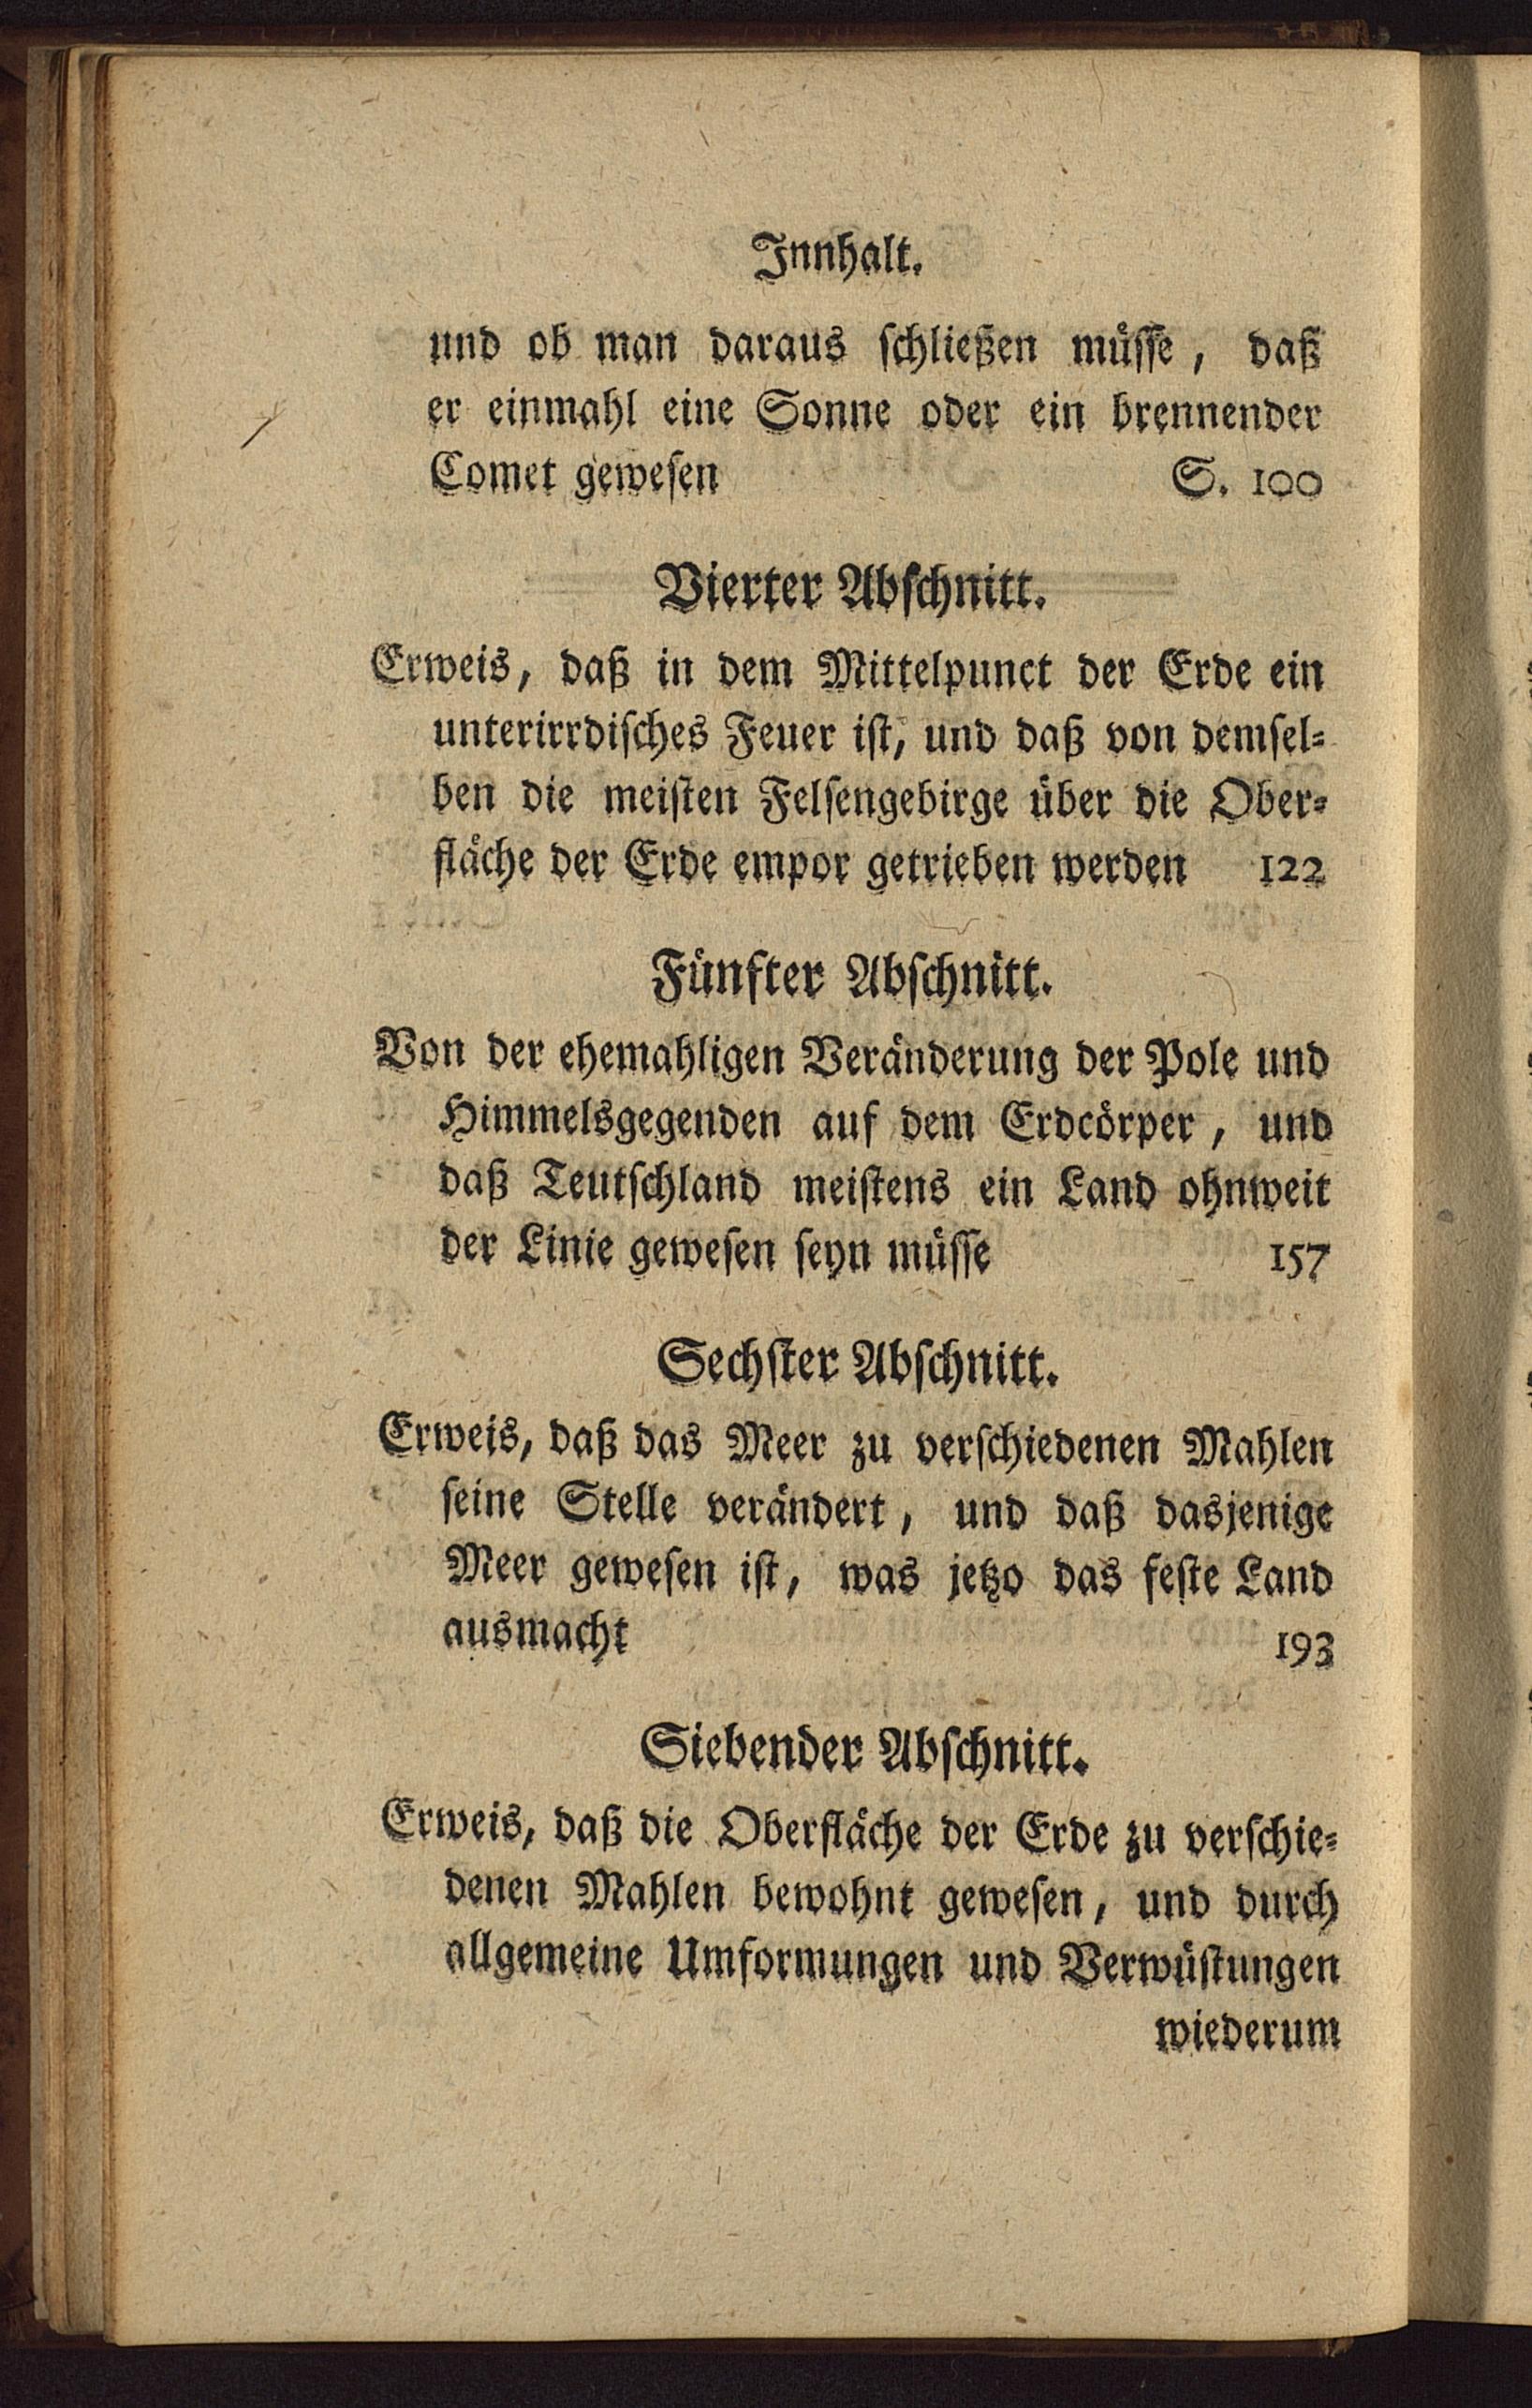 Innhalt.
und ob man daraus schließen müsse, daß
er einmahl eine Sonne oder ein brennender
Comet gewesen S. 100
Vierter Abschnitt.
Erweis, daß in dem Mittelpunct der Erde ein
unterirrdisches Feuer ist, und daß von demsel-
ben die meisten Felsengebirge über die Ober-
fläche der Erde empor getrieben werden 122
Fünfter Abschnitt.
Von der ehemahligen Veränderung der Pole und
Himmelsgegenden auf dem Erdcörper, und
daß Teutschland meistens ein Land ohnweit
der Linie gewesen seyn müsse 157
Sechster Abschnitt.
Erweis, daß das Meer zu verschiedenen Mahlen
seine Stelle verändert, und daß dasjenige
Meer gewesen ist, was jetzo das feste Land
ausmacht 193
Siebender Abschnitt.
Erweis, daß die Oberfläche der Erde zu verschie-
denen Mahlen bewohnt gewesen, und durch
allgemeine Umformungen und Verwüstungen
wiederum